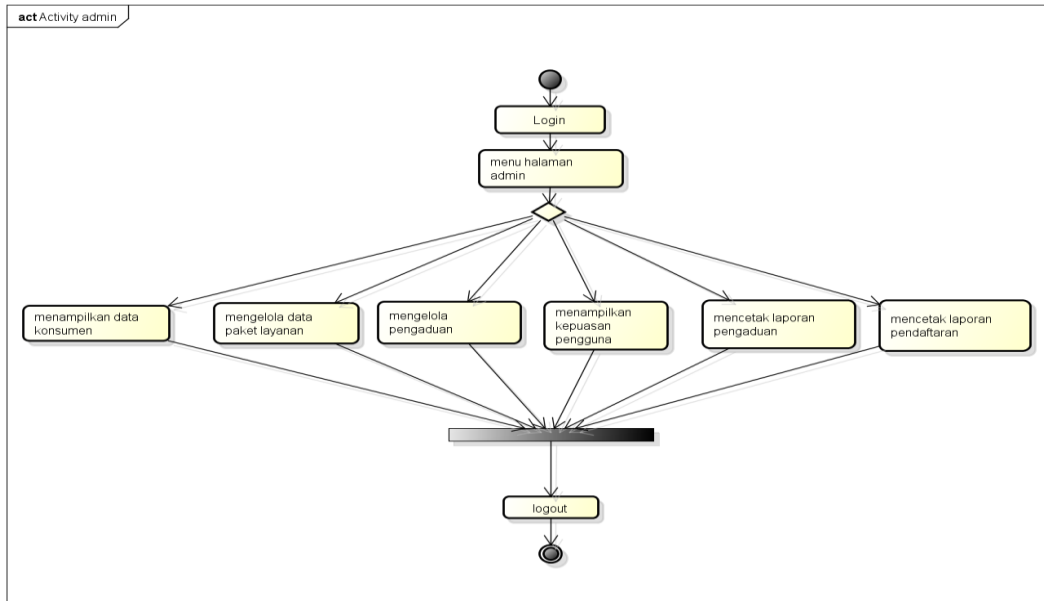 act Activity admin
Login
menu halaman
admin
menampilkan data
konsumen
mengelola data
paket layanan
mengelola
pengaduan
menampilkan
kepuasan
pengguna
mencetak laporan
pengaduan
mencetak laporan
pendaftaran
logout